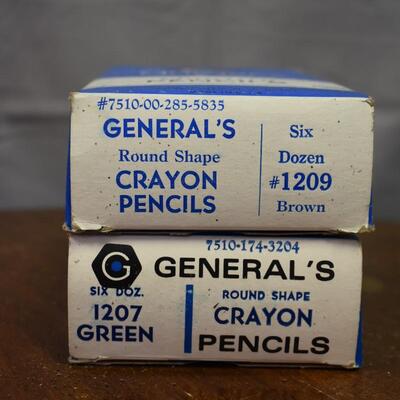 #7510-00-285-5835
GENERAL'S
Round Shape
CRAYON
PENCILS
Six
Dozen
#1209
Brown
7510-174-3204
G GENERAL'S
SIX DOZ.
1207
GREEN
ROUND SHAPE
CRAYON
PENCILS